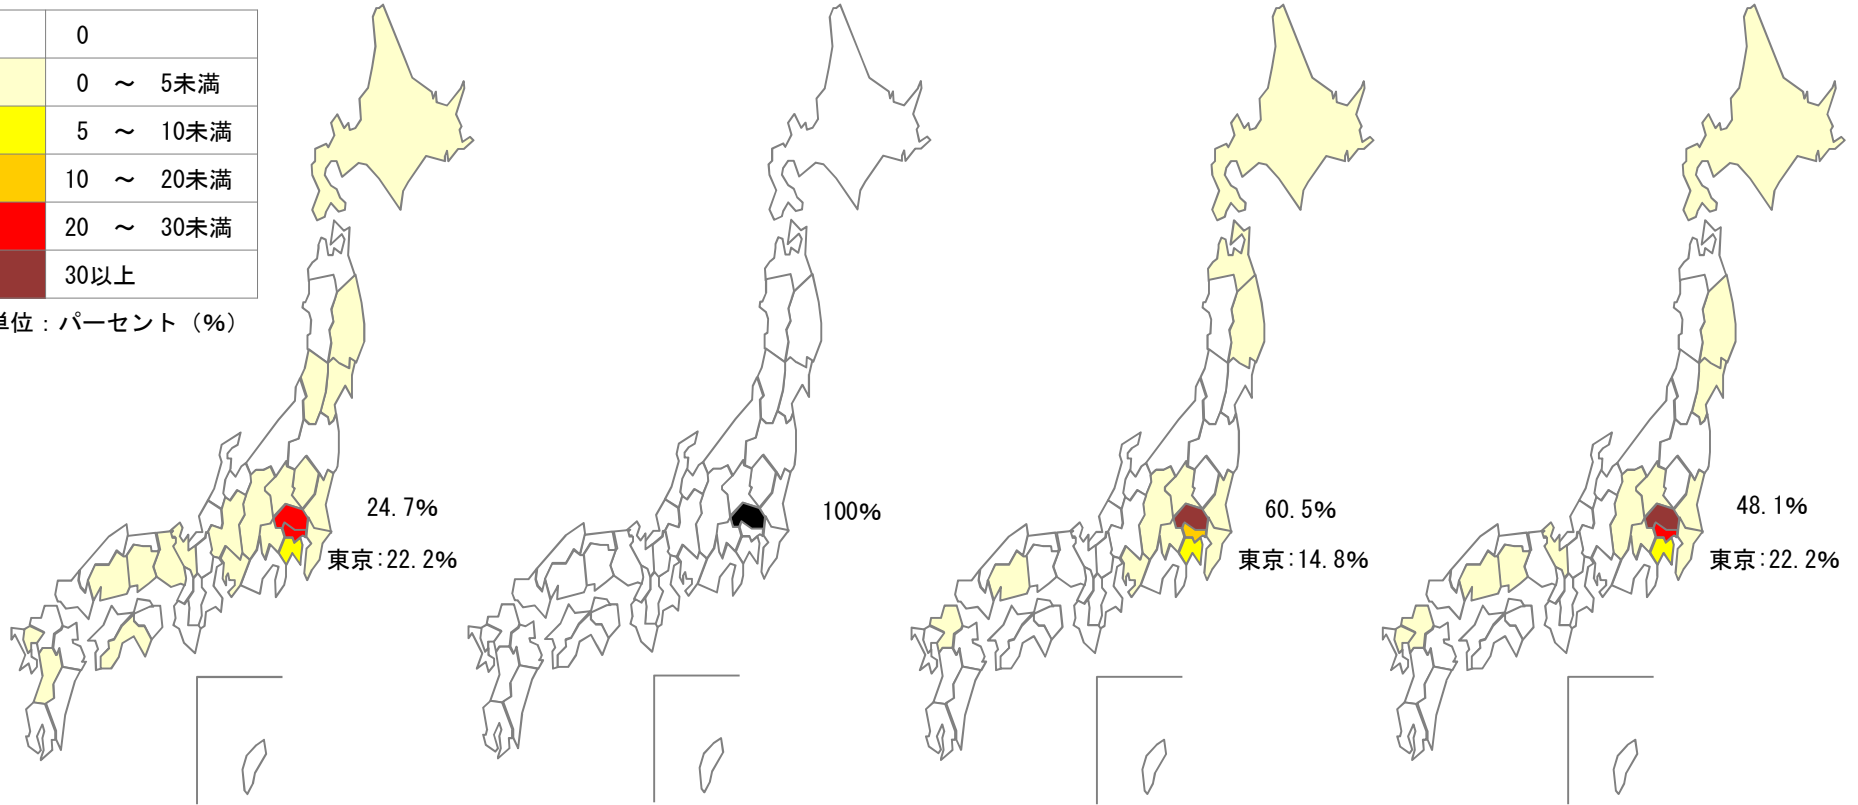 0
0 ～ 5未満
5 ～ 10未満
10 ～ 20未満
20 ～ 30未満
30以上
単位：パーセント（%）
24.7%
東京:22.2%
100%
60.5%
東京:14.8%
48.1%
東京:22.2%